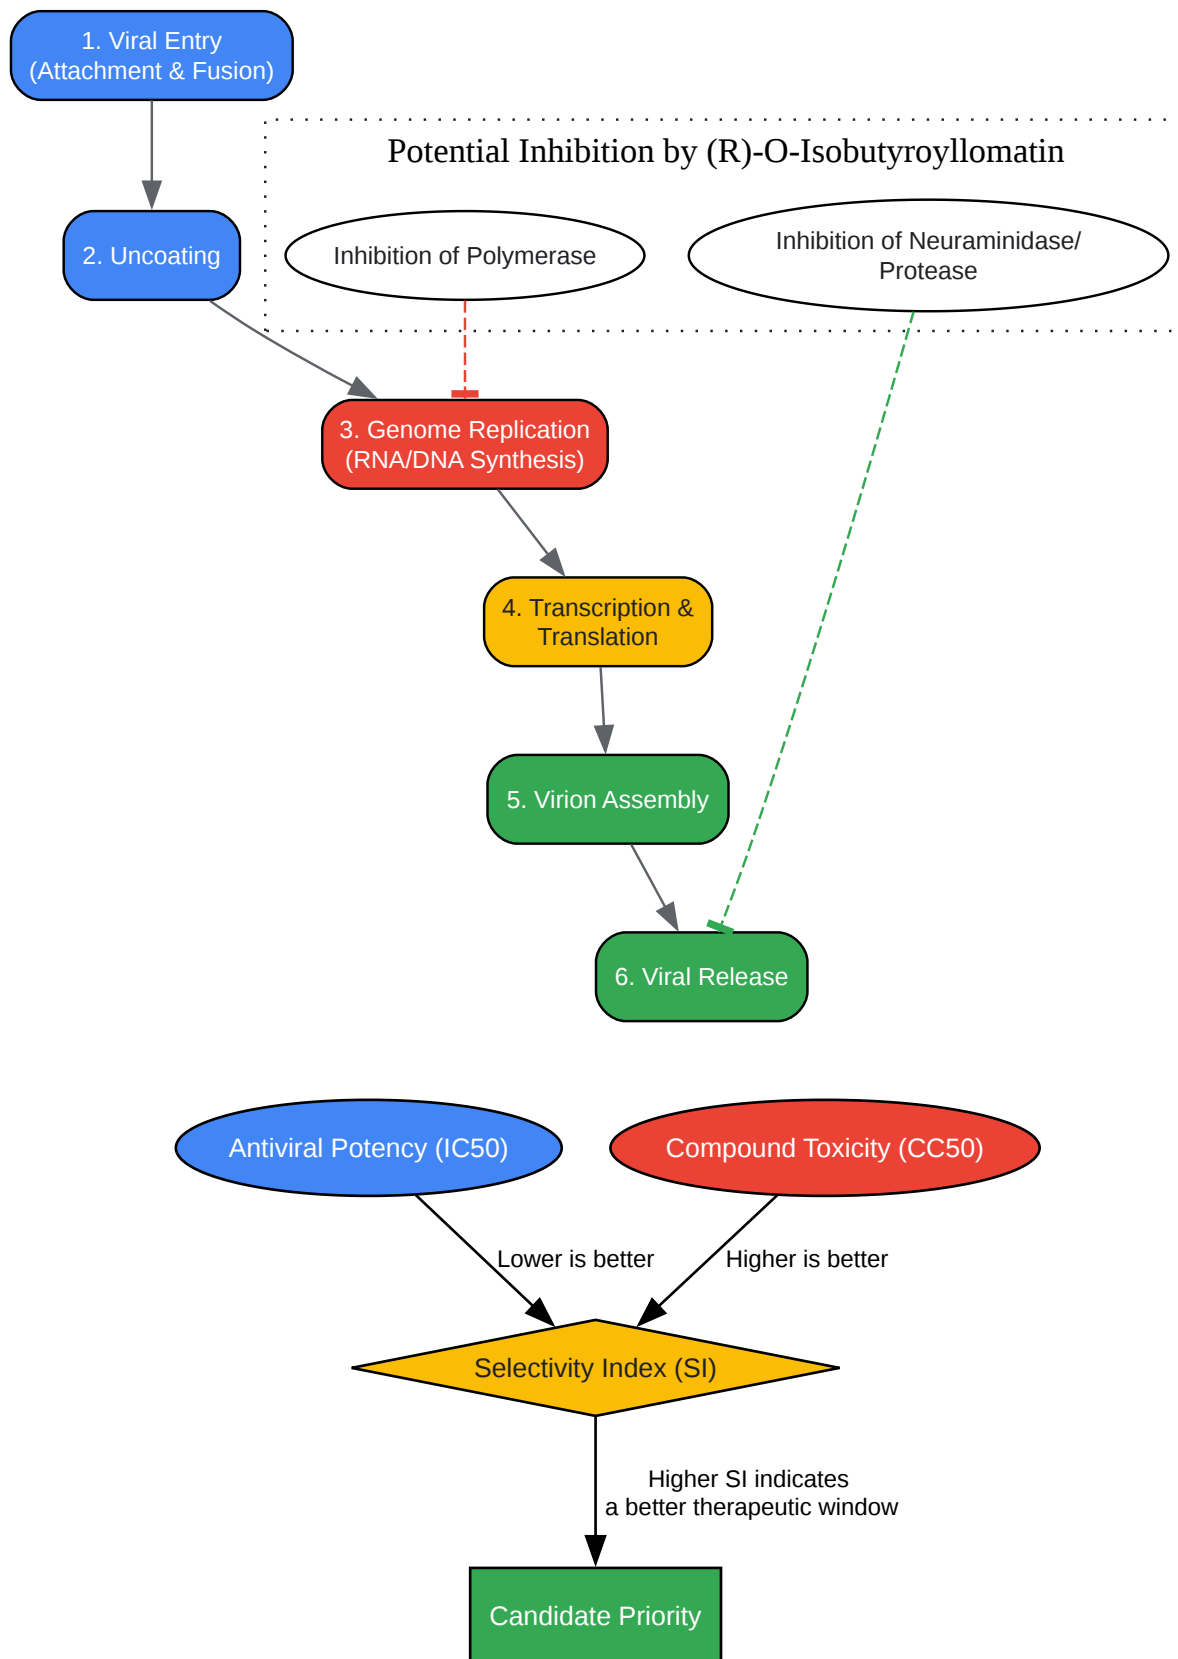 1. Viral Entry
(Attachment & Fusion)
Potential Inhibition by (R)-O-Isobutyroyllomatin
2. Uncoating
Inhibition of Polymerase
Inhibition of Neuraminidase/
Protease
3. Genome Replication
(RNA/DNA Synthesis)
4. Transcription &
Translation
5. Virion Assembly
6. Viral Release
Antiviral Potency (IC50)
Compound Toxicity (CC50)
Lower is better
Higher is better
Selectivity Index (SI)
Higher SI indicates
a better therapeutic window
Candidate Priority